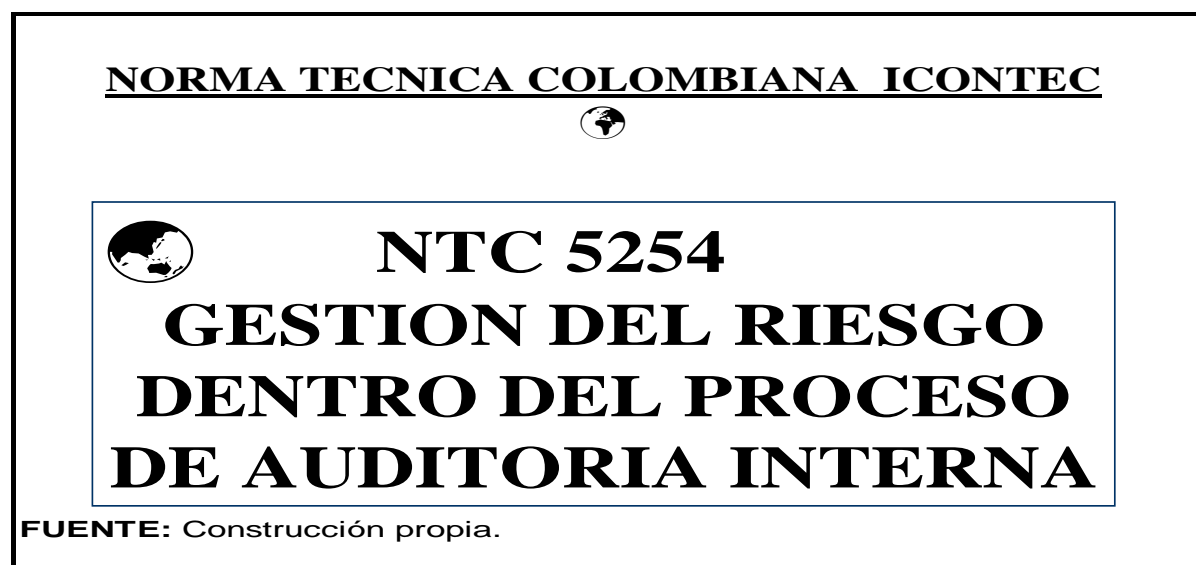 NORMA TECNICA COLOMBIANA ICONTEC
NTC 5254
GESTION DEL RIESGO
DENTRO DEL PROCESO
DE AUDITORIA INTERNA
FUENTE: Construcción propia.